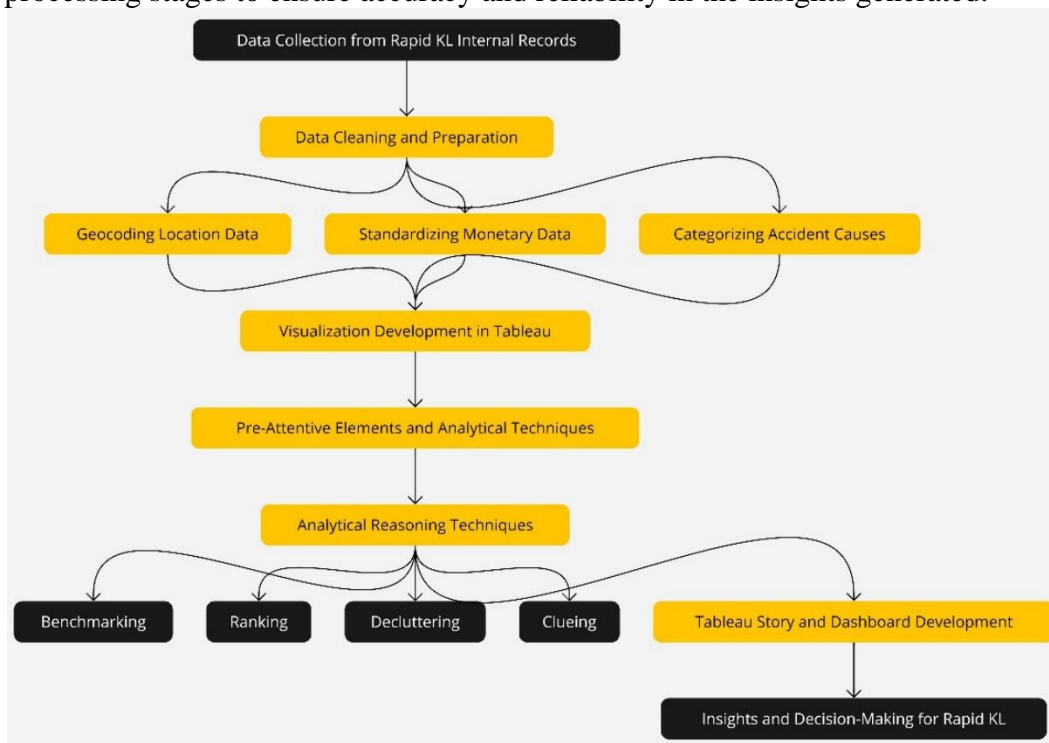 processing stages to ensure accuracy and reliability in the insights generated.
Data Collection from Rapid KL Internal Records
Data Cleaning and Preparation
Geocoding Location Data
Standardizing Monetary Data
Categorizing Accident Causes
Visualization Development in Tableau
Pre-Attentive Elements and Analytical Techniques
Analytical Reasoning Techniques
Benchmarking
Ranking
Decluttering
Clueing
Tableau Story and Dashboard Development
Insights and Decision-Making for Rapid KL